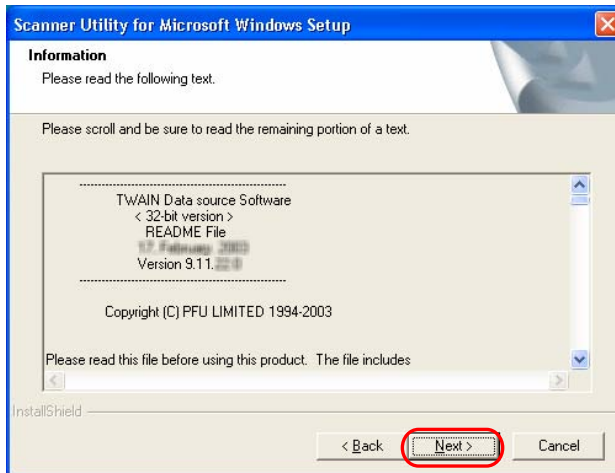 Scanner Utility for Microsoft Windows Setup
Information
Please read the following text.
Please scroll and be sure to read the remaining portion of a text.
------------------------------------------------------------
TWAIN Data source Software
< 32-bit version >
README File
Version 9.11.
------------------------------------------------------------
Copyright (C) PFU LIMITED 1994-2003
Please read this file before using this product. The file includes
InstallShield
< Back
Next >
Cancel